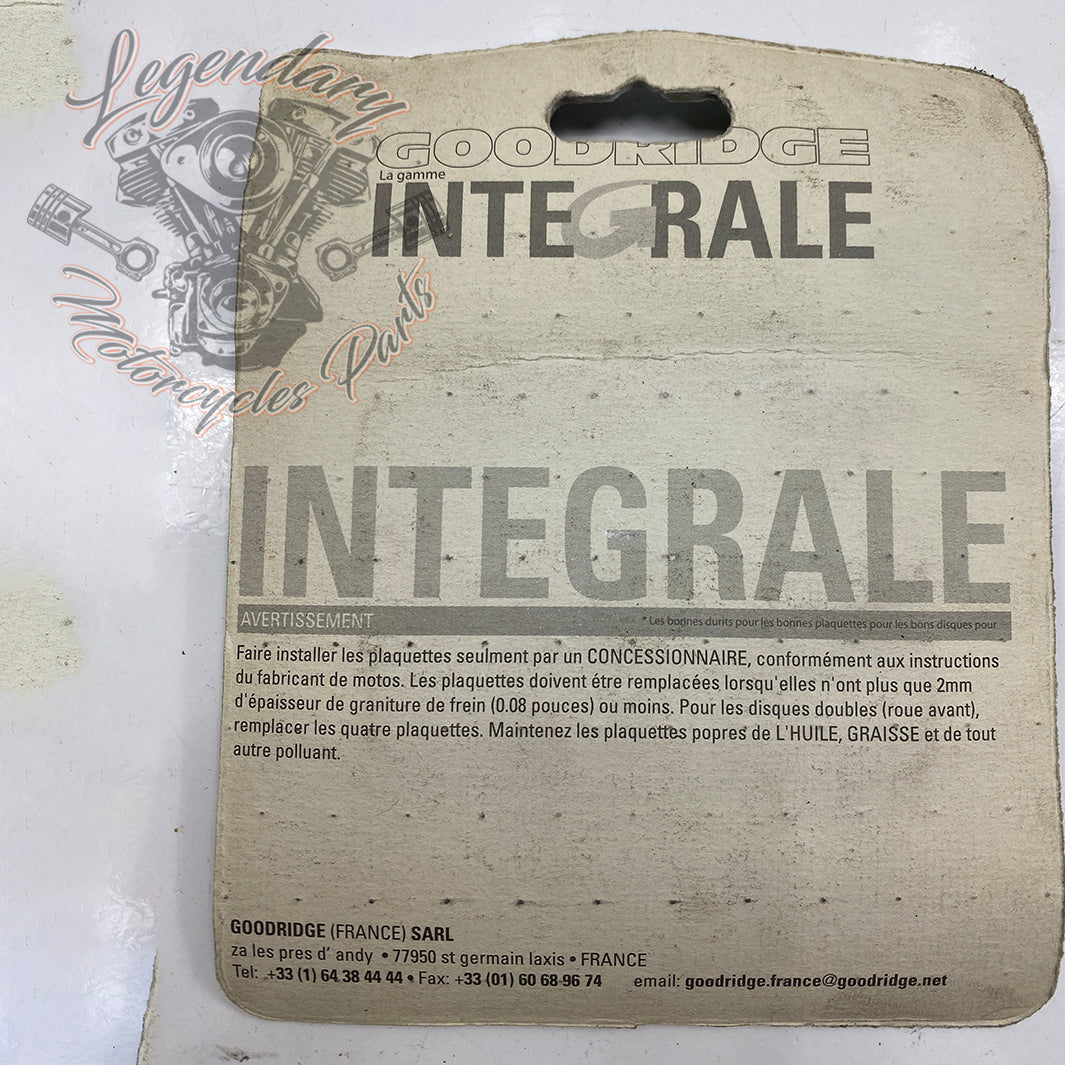 Legendary
Motorcycles Parts
GOODRIDGE
La gamme
INTEGRALE
INTEGRALE
AVERTISSEMENT
* Les bonnes durits pour les bonnes plaquettes pour les bons disques pour
Faire installer les plaquettes seulment par un CONCESSIONNAIRE, conformément aux instructions
du fabricant de motos. Les plaquettes doivent étre remplacées lorsqu'elles n'ont plus que 2mm
d'épaisseur de graniture de frein (0.08 pouces) ou moins. Pour les disques doubles (roue avant),
remplacer les quatre plaquettes. Maintenez les plaquettes popres de L'HUILE, GRAISSE et de tout
autre polluant.
GOODRIDGE (FRANCE) SARL
za les pres d' andy • 77950 st germain laxis • FRANCE
Tel: +33 (1) 64 38 44 44 • Fax: +33 (01) 60 68 96 74 email: goodridge.france@goodridge.net